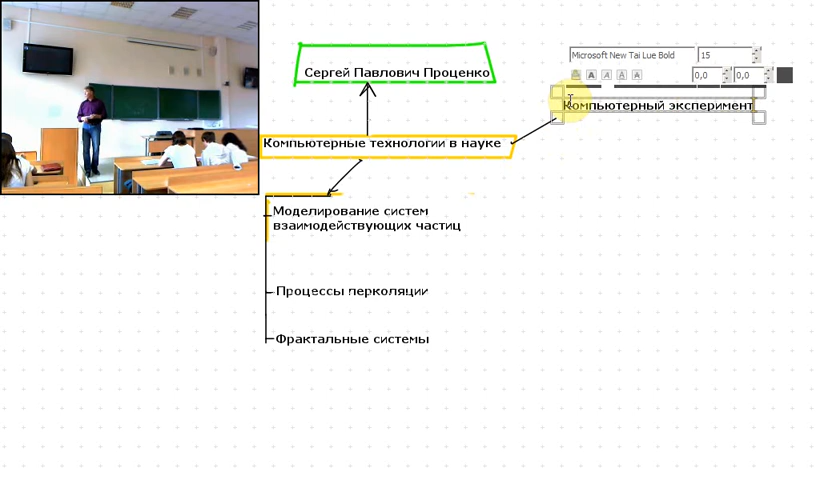 Microsoft New Tai Lue Bold 15
0,0 0,0
Сергей Павлович Проценко
Компьютерный эксперимент
Компьютерные технологии в науке
Моделирование систем
взаимодействующих частиц
Процессы перколяции
Фрактальные системы